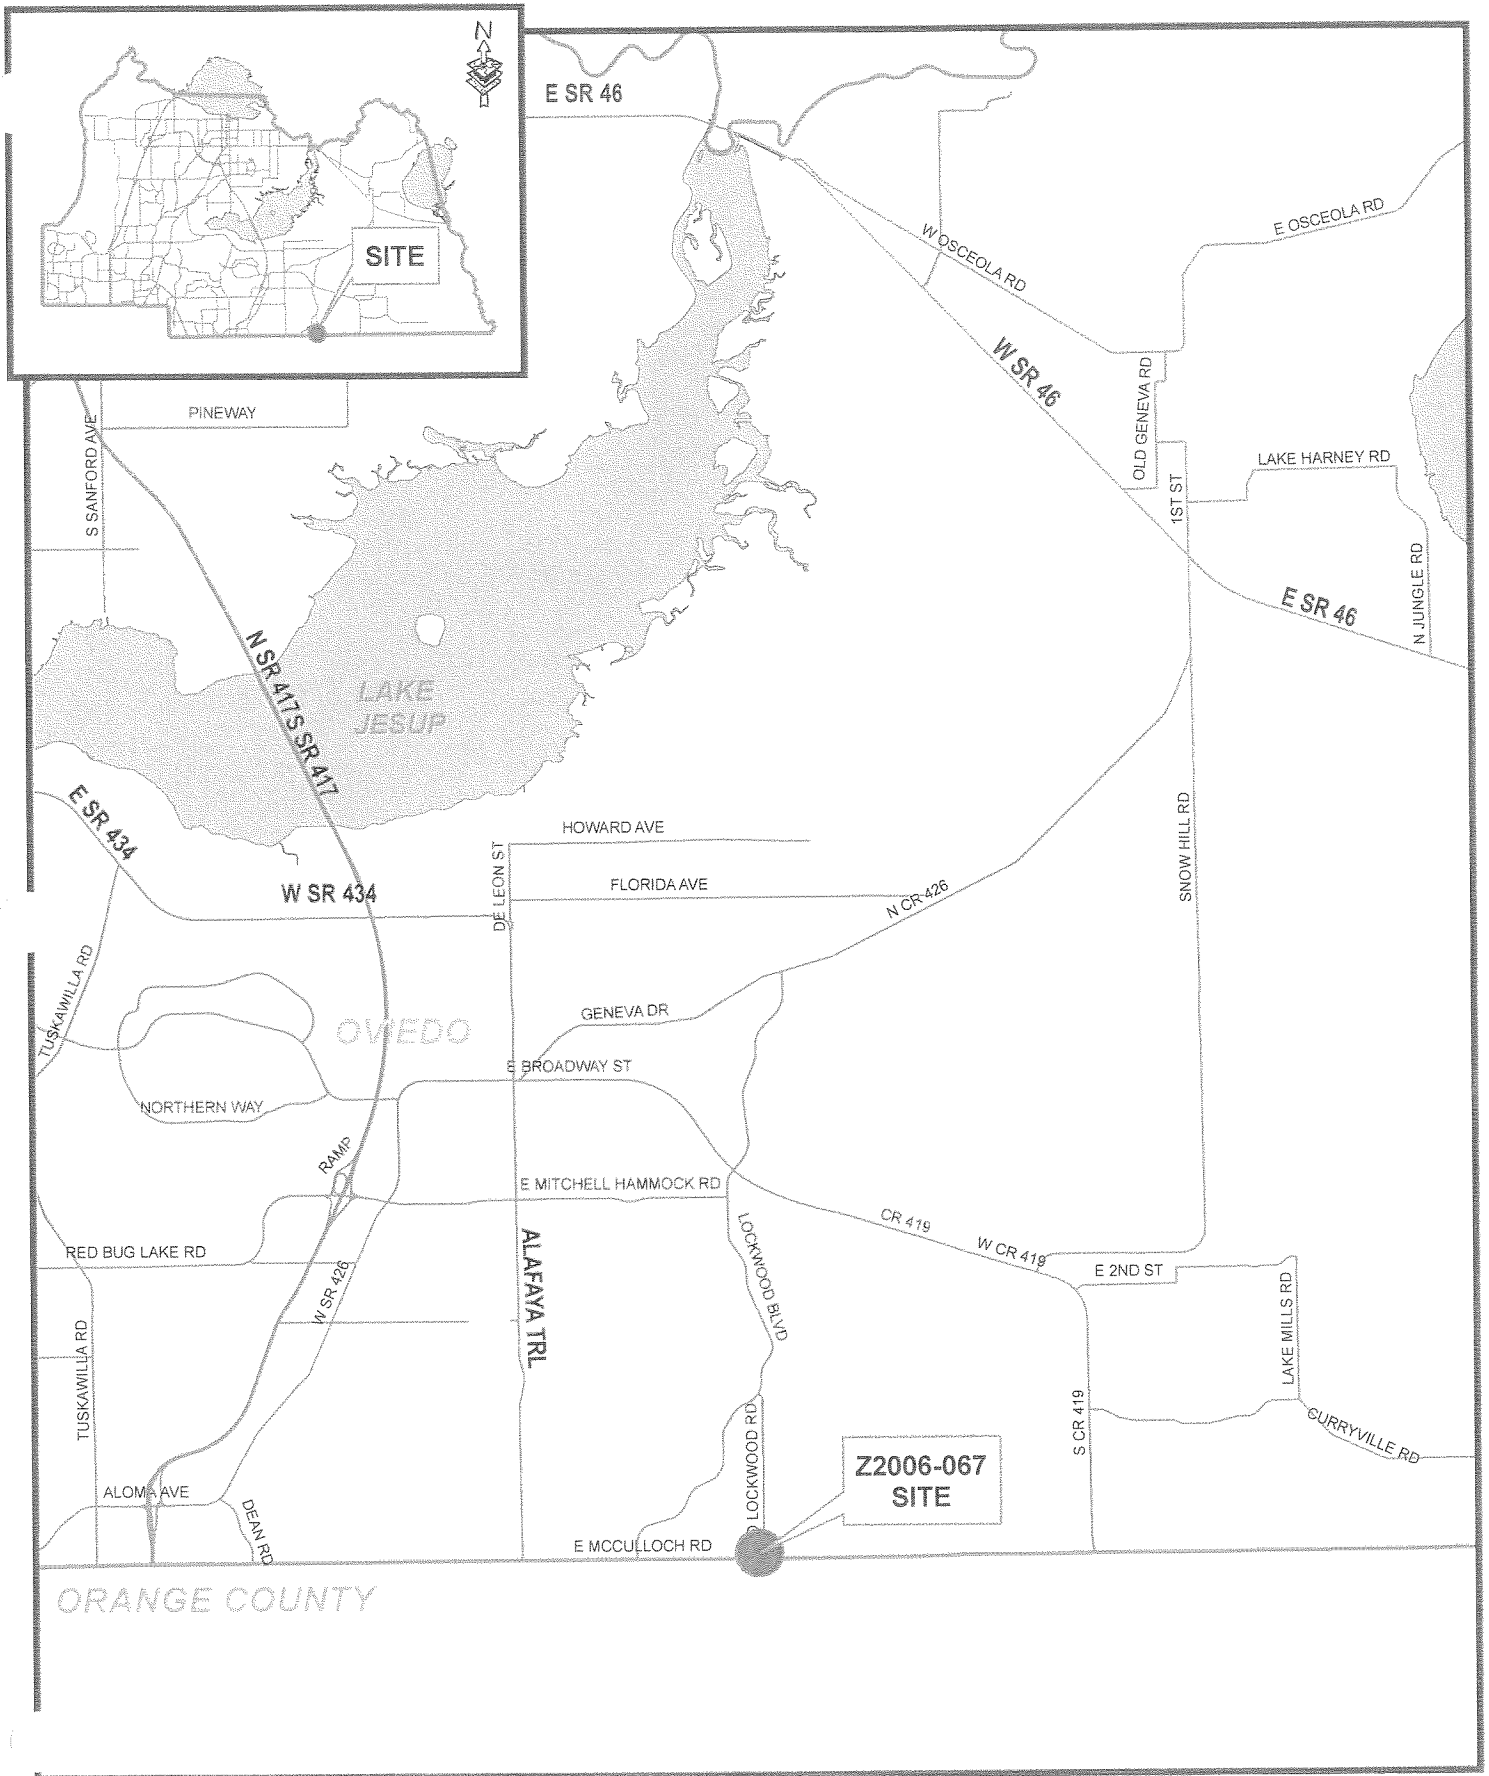 N
SITE
E SR 46
W OSCEOLA RD
E OSCEOLA RD
W SR 46
OLD GENEVA RD
PINEWAY
S SANFORD AVE
LAKE HARNEY RD
1ST ST
N JUNGLE RD
E SR 46
N SR 417
S SR 417
LAKE
JESUP
E SR 434
W SR 434
HOWARD AVE
DE LEON ST
FLORIDA AVE
N CR 426
SNOW HILL RD
TUSKAWILLA RD
OVIEDO
GENEVA DR
E BROADWAY ST
NORTHERN WAY
RAMP
E MITCHELL HAMMOCK RD
RED BUG LAKE RD
W SR 426
ALAFAYA TRL
LOCKWOOD BLVD
CR 419
W CR 419
E 2ND ST
LAKE MILLS RD
TUSKAWILLA RD
S CR 419
CURRYVILLE RD
D LOCKWOOD RD
Z2006-067
SITE
ALOMA AVE
DEAN RD
E MCCULLOCH RD
ORANGE COUNTY